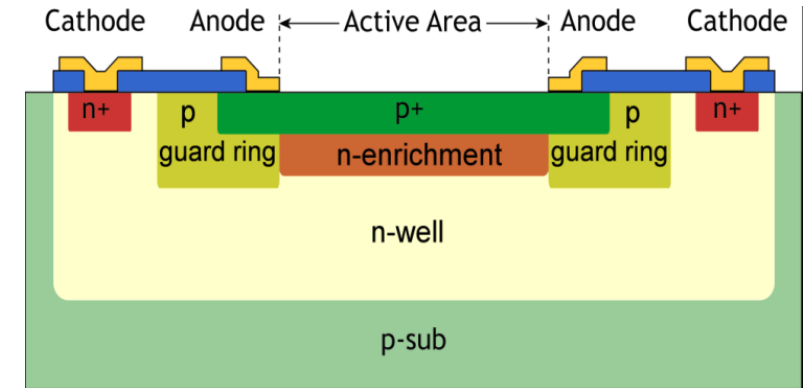 Cathode
Anode
Active Area
Anode
Cathode
n+
p
p+
p
n+
guard ring
n-enrichment
guard ring
n-well
p-sub